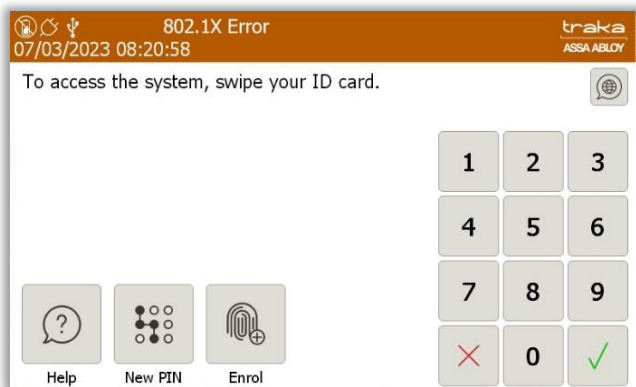 802.1X Error
traka
07/03/2023 08:20:58
ASSA ABLOY
To access the system, swipe your ID card.
1 2 3
4 5 6
7 8 9
?
0
Help New PIN Enrol